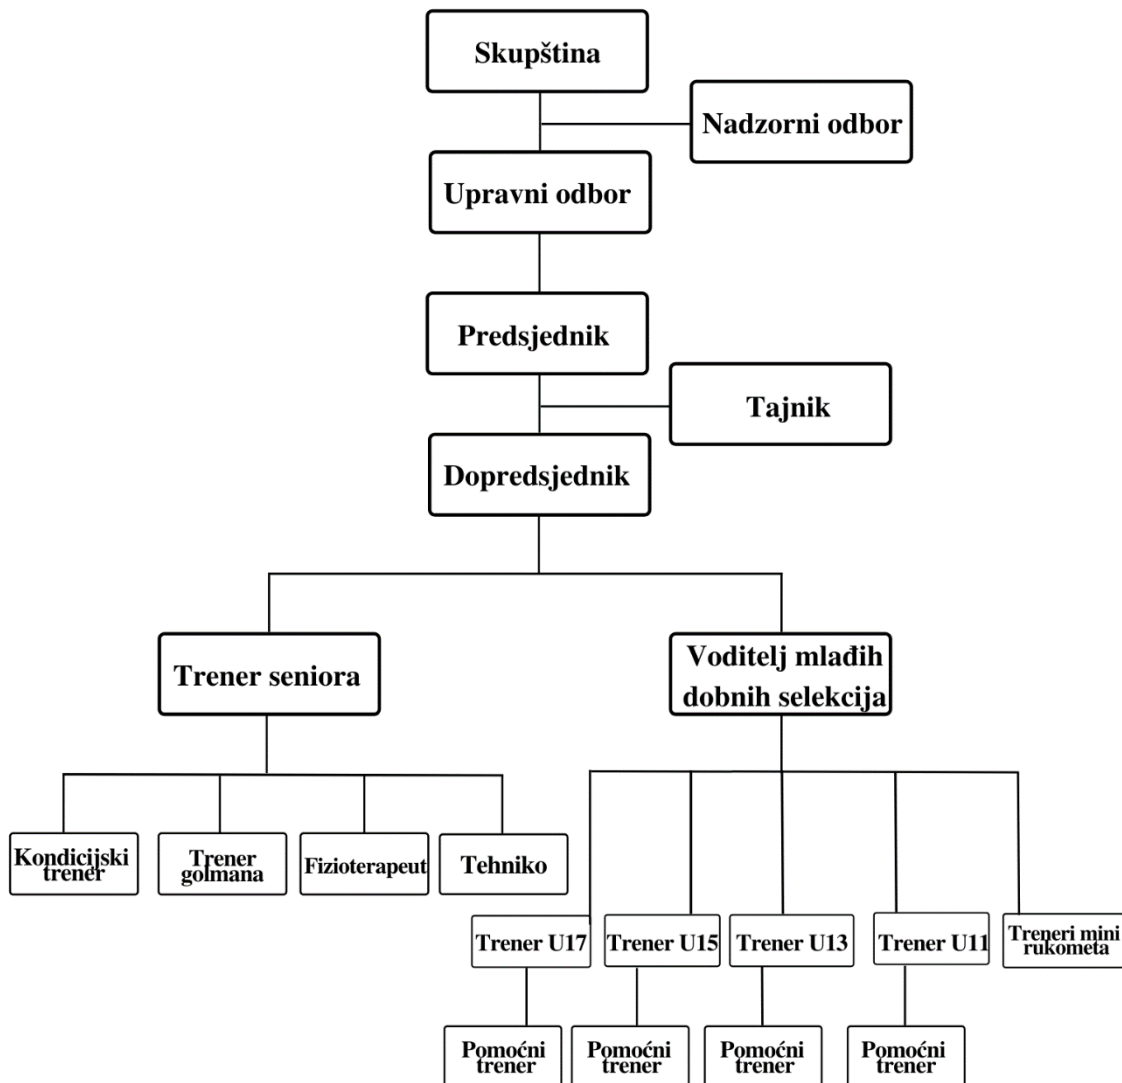 Skupština
Nadzorni odbor
Upravni odbor
Predsjednik
Tajnik
Dopredsjednik
Trener seniora
Voditelj mlađih
dobnih selekcija
Kondicijski
trener
Trener
golmana
Fizioterapeut
Tehniko
Trener U17
Trener U15
Trener U13
Trener U11
Treneri mini
rukometa
Pomoćni
trener
Pomoćni
trener
Pomoćni
trener
Pomoćni
trener